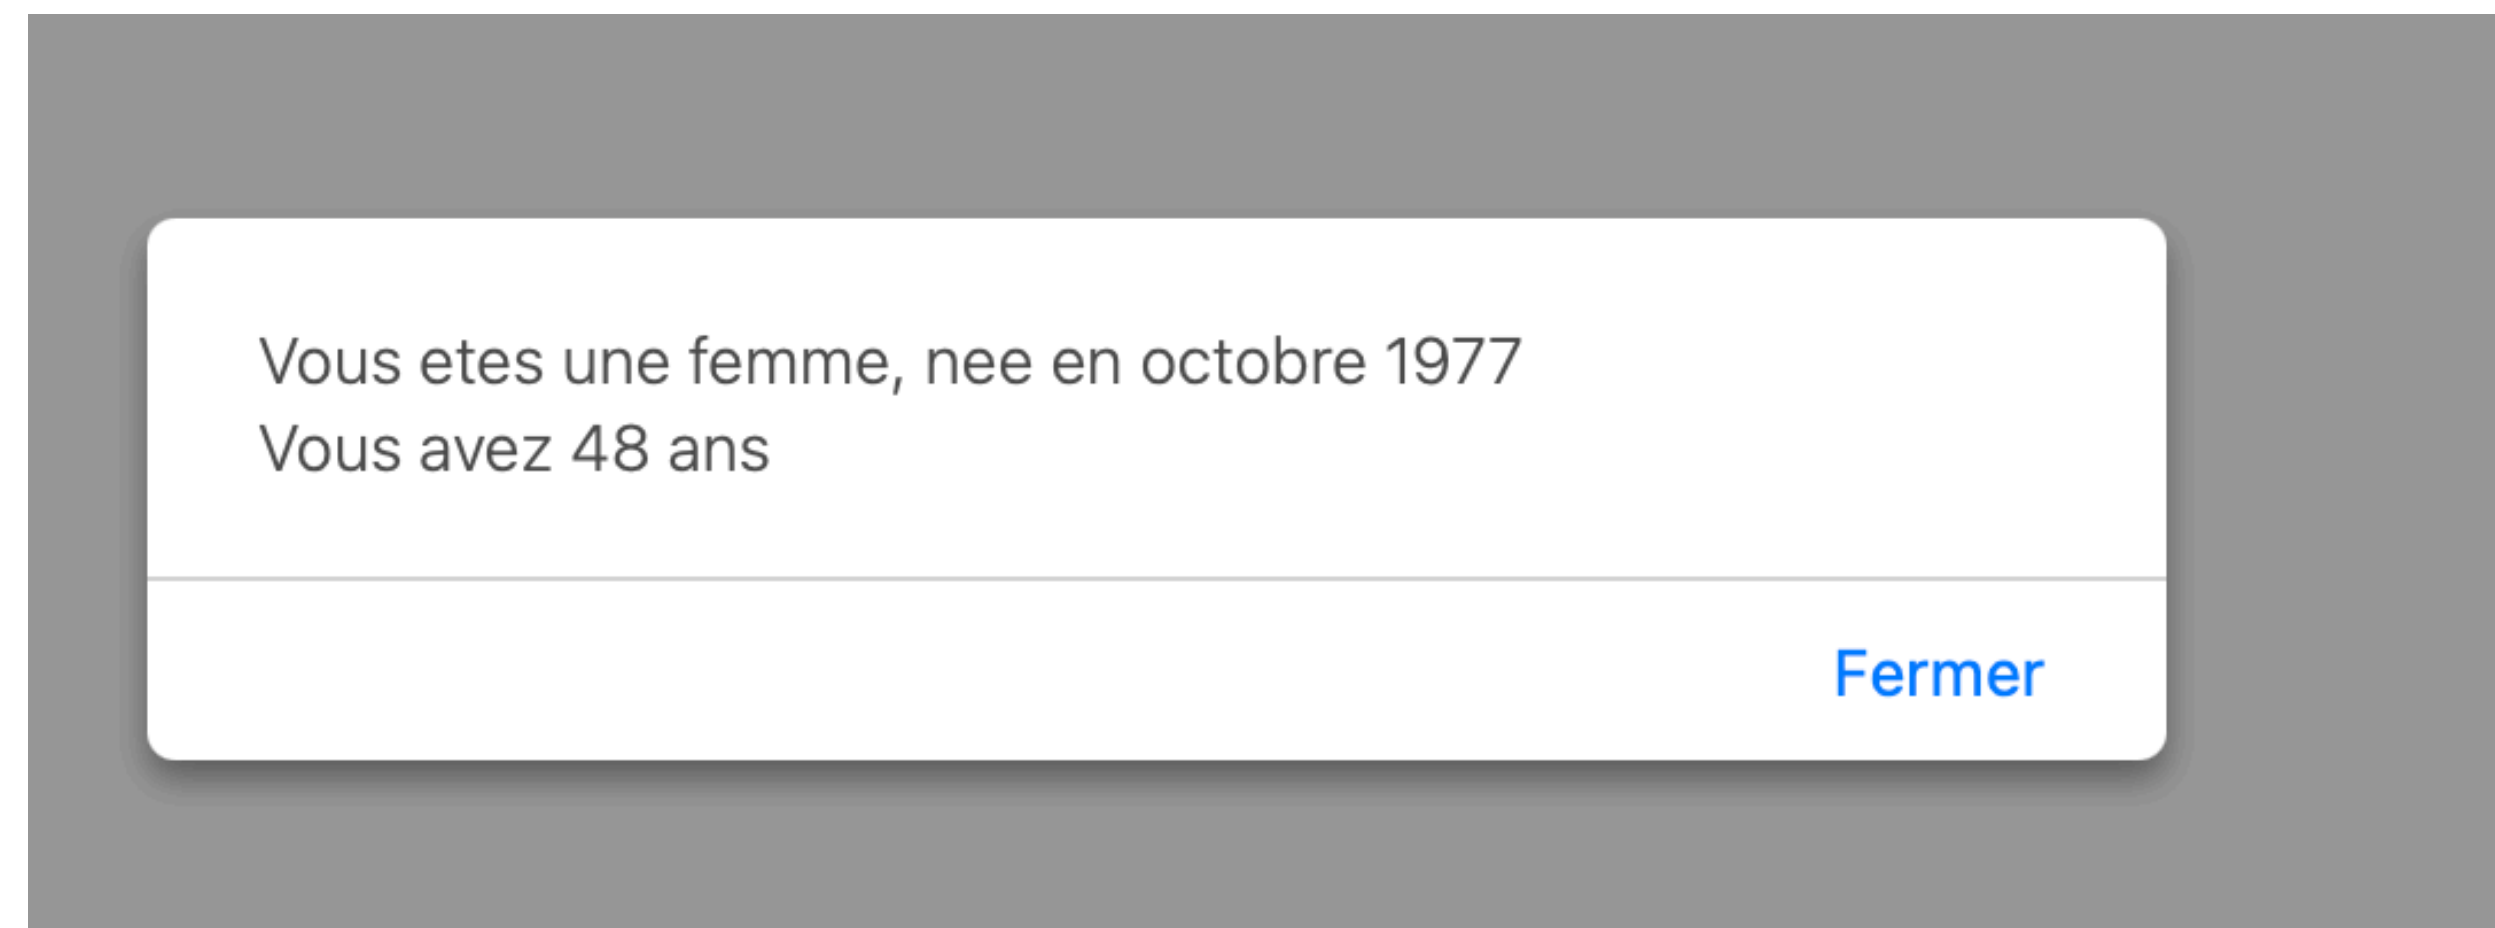 Vous etes une femme, nee en octobre 1977
Vous avez 48 ans
Fermer